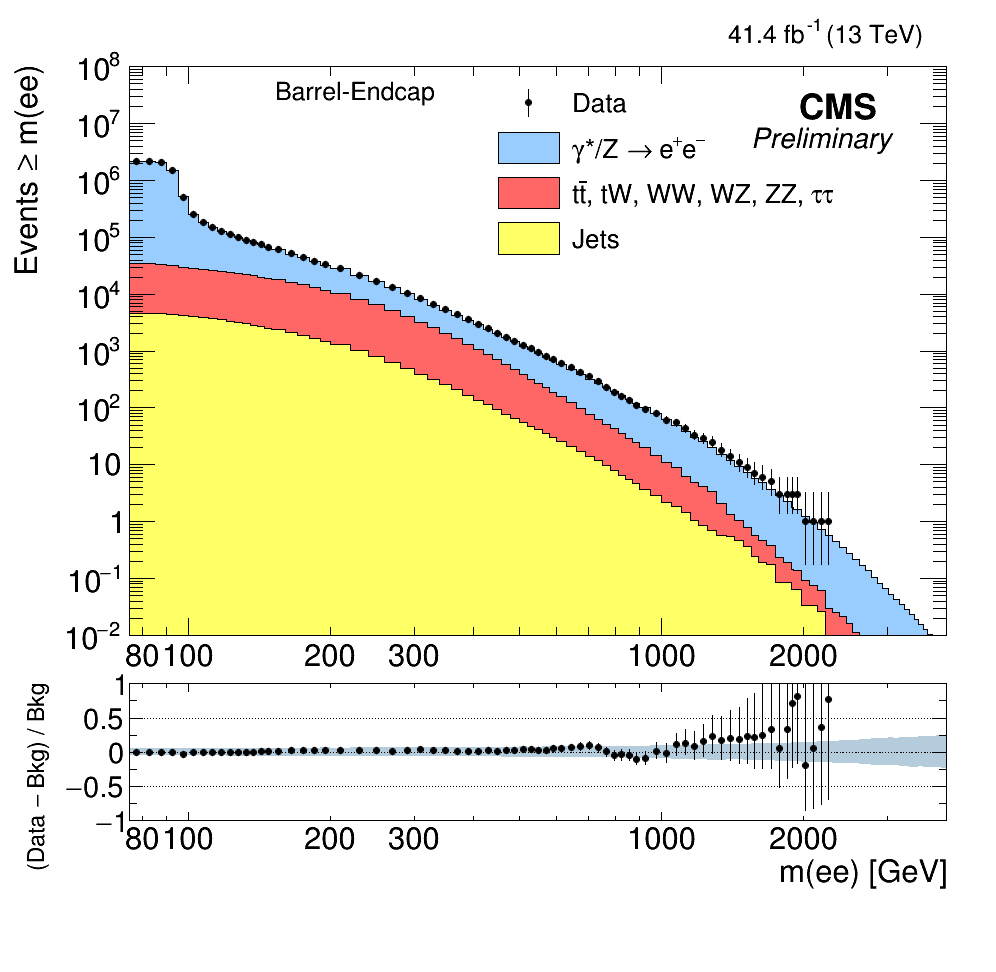 41.4 fb⁻¹ (13 TeV)
Events ≥ m(ee)
10⁸
10⁷
10⁶
10⁵
10⁴
10³
10²
10
1
10⁻¹
10⁻²
Barrel-Endcap
CMS
Preliminary
Data
γ*/Z → e⁺e⁻
tt̄, tW, WW, WZ, ZZ, ττ
Jets
80 100 200 300 1000 2000
(Data − Bkg) / Bkg
1
0.5
0
−0.5
−1
80 100 200 300 1000 2000
m(ee) [GeV]